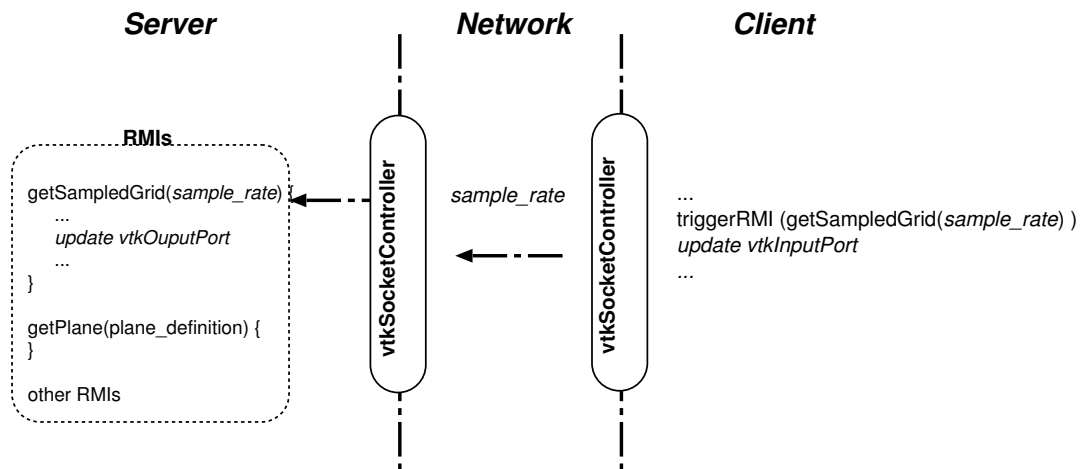 Server
Network
Client
RMIs
getSampledGrid(sample_rate) {
...
update vtkOuputPort
...
}
getPlane(plane_definition) {
}
other RMIs
vtkSocketController
sample_rate
vtkSocketController
...
triggerRMI (getSampledGrid(sample_rate) )
update vtkInputPort
...